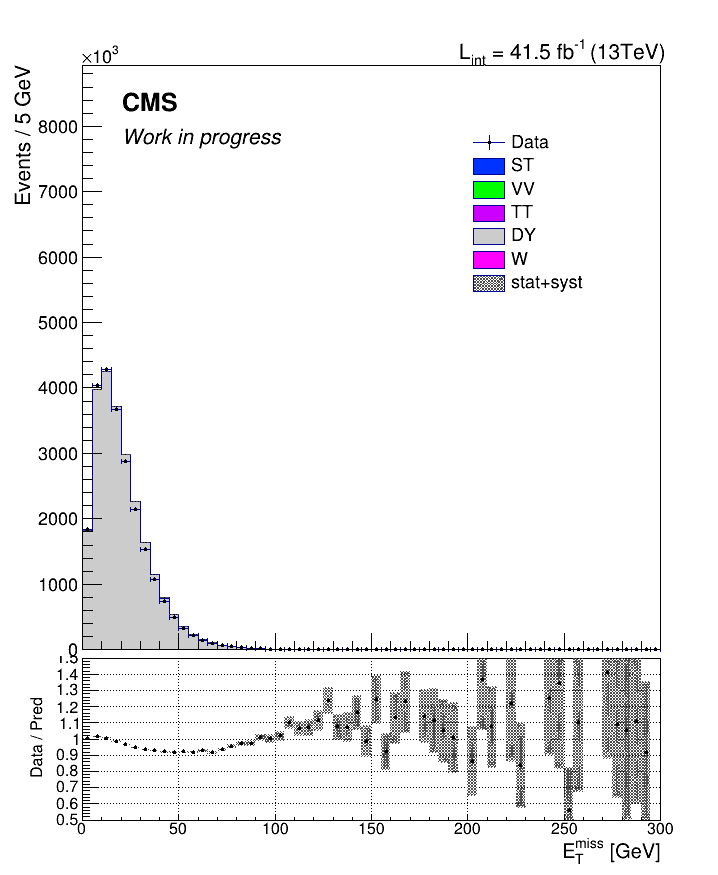 ×10³
L_int = 41.5 fb⁻¹ (13TeV)
CMS
Work in progress
Events / 5 GeV
8000
7000
6000
5000
4000
3000
2000
1000
0
Data
ST
VV
TT
DY
W
stat+syst
Data / Pred
1.5
1.4
1.3
1.2
1.1
1
0.9
0.8
0.7
0.6
0.5
0 50 100 150 200 250 300
E_T^miss [GeV]